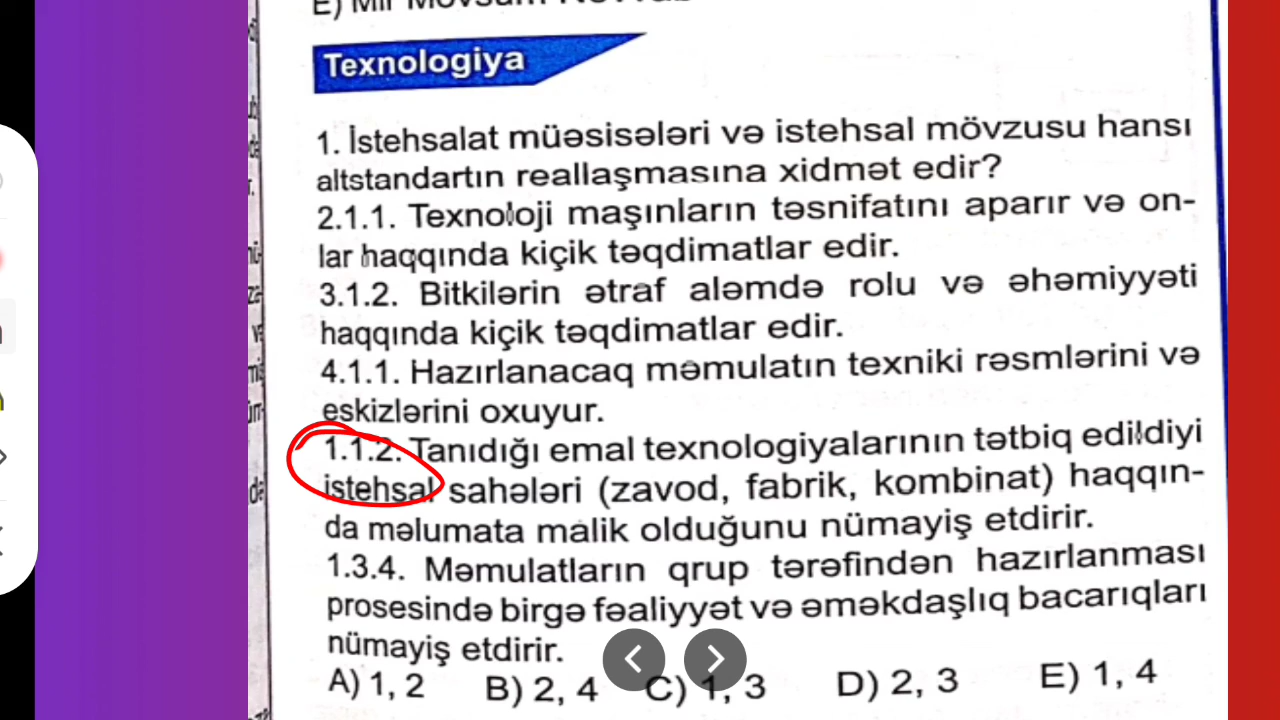 Texnologiya
1. İstehsalat müəsisələri və istehsal mövzusu hansı
altstandartın reallaşmasına xidmət edir?
2.1.1. Texnoloji maşınların təsnifatını aparır və on-
lar haqqında kiçik təqdimatlar edir.
3.1.2. Bitkilərin ətraf aləmdə rolu və əhəmiyyəti
haqqında kiçik təqdimatlar edir.
4.1.1. Hazırlanacaq məmulatın texniki rəsmlərini və
eskizlərini oxuyur.
1.1.2. Tanıdığı emal texnologiyalarının tətbiq edildiyi
istehsal sahələri (zavod, fabrik, kombinat) haqqın-
da məlumata malik olduğunu nümayiş etdirir.
1.3.4. Məmulatların qrup tərəfindən hazırlanması
prosesində birgə fəaliyyət və əməkdaşlıq bacarıqları
nümayiş etdirir.
A) 1, 2 B) 2, 4 C) 1, 3 D) 2, 3 E) 1, 4